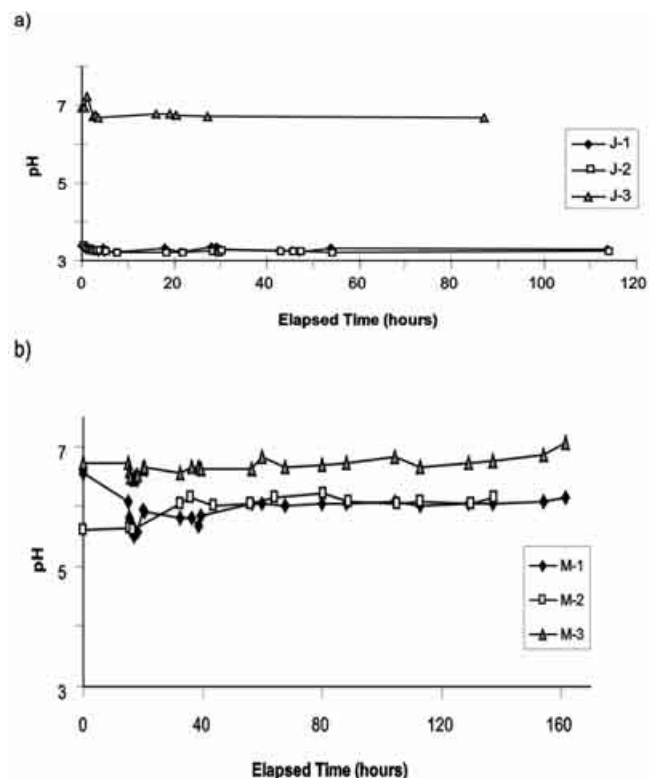 a)
7
5
3
pH
0 20 40 60 80 100 120
Elapsed Time (hours)
J-1
J-2
J-3
b)
7
5
3
pH
0 40 80 120 160
Elapsed Time (hours)
M-1
M-2
M-3